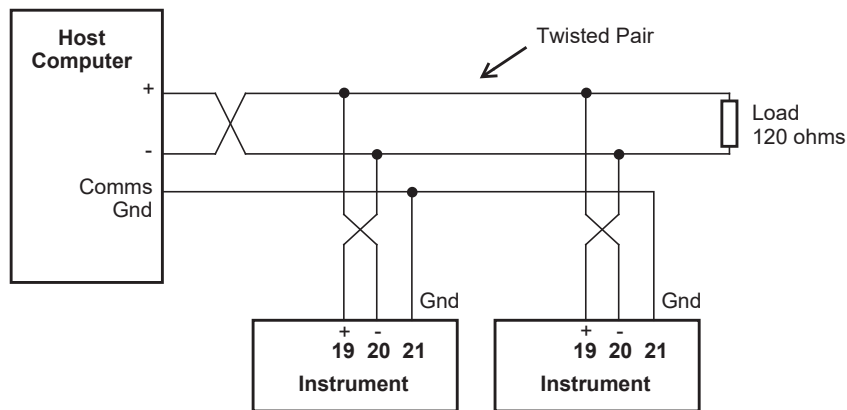 Host
Computer
Twisted Pair
+
-
Load
120 ohms
Comms
Gnd
Gnd
Gnd
+ -
19 20 21
Instrument
+ -
19 20 21
Instrument